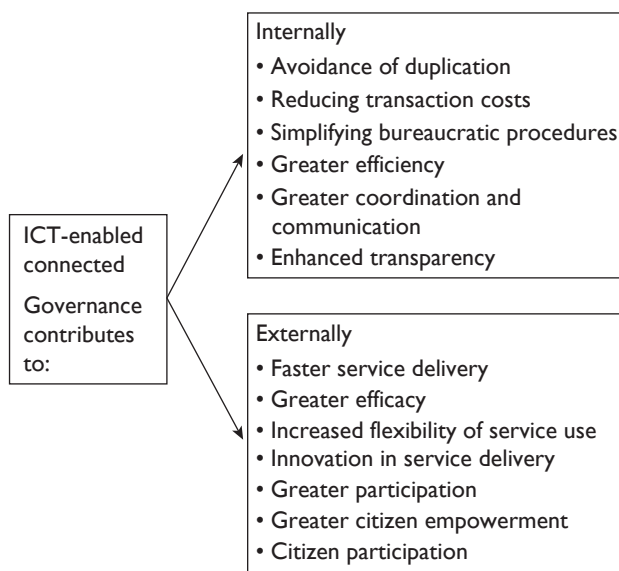 ICT-enabled
connected
Governance
contributes
to:
Internally
• Avoidance of duplication
• Reducing transaction costs
• Simplifying bureaucratic procedures
• Greater efficiency
• Greater coordination and
communication
• Enhanced transparency
Externally
• Faster service delivery
• Greater efficacy
• Increased flexibility of service use
• Innovation in service delivery
• Greater participation
• Greater citizen empowerment
• Citizen participation